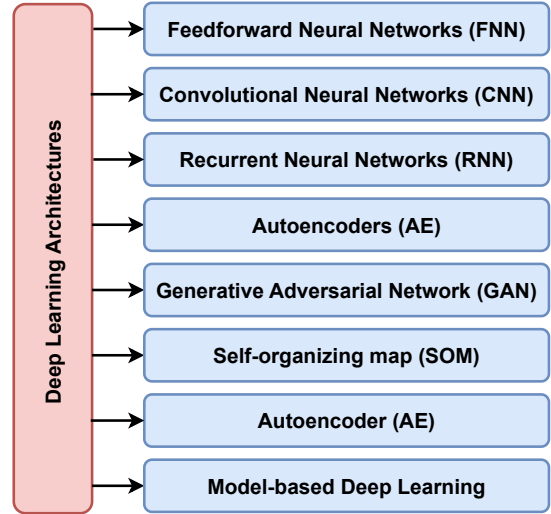 Deep Learning Architectures
Feedforward Neural Networks (FNN)
Convolutional Neural Networks (CNN)
Recurrent Neural Networks (RNN)
Autoencoders (AE)
Generative Adversarial Network (GAN)
Self-organizing map (SOM)
Autoencoder (AE)
Model-based Deep Learning